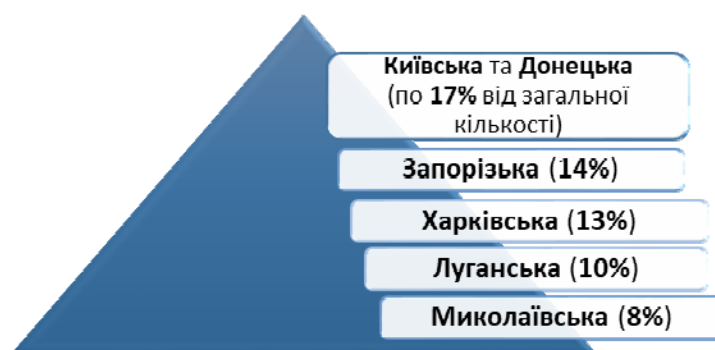 Київська та Донецька
(по 17% від загальної
кількості)
Запорізька (14%)
Харківська (13%)
Луганська (10%)
Миколаївська (8%)